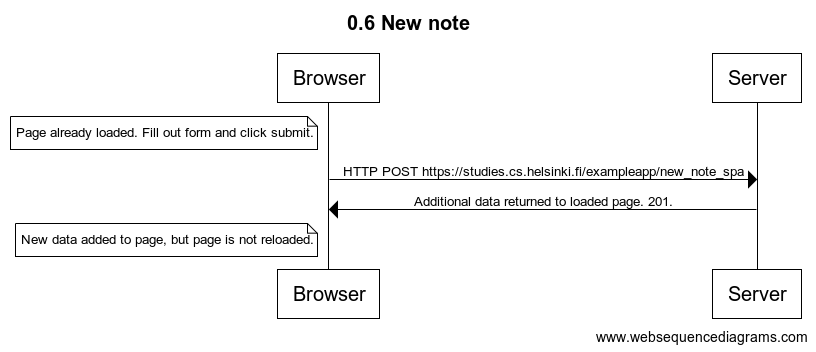 0.6 New note
Browser
Server
Page already loaded. Fill out form and click submit.
HTTP POST https://studies.cs.helsinki.fi/exampleapp/new_note_spa
Additional data returned to loaded page. 201.
New data added to page, but page is not reloaded.
Browser
Server
www.websequencediagrams.com